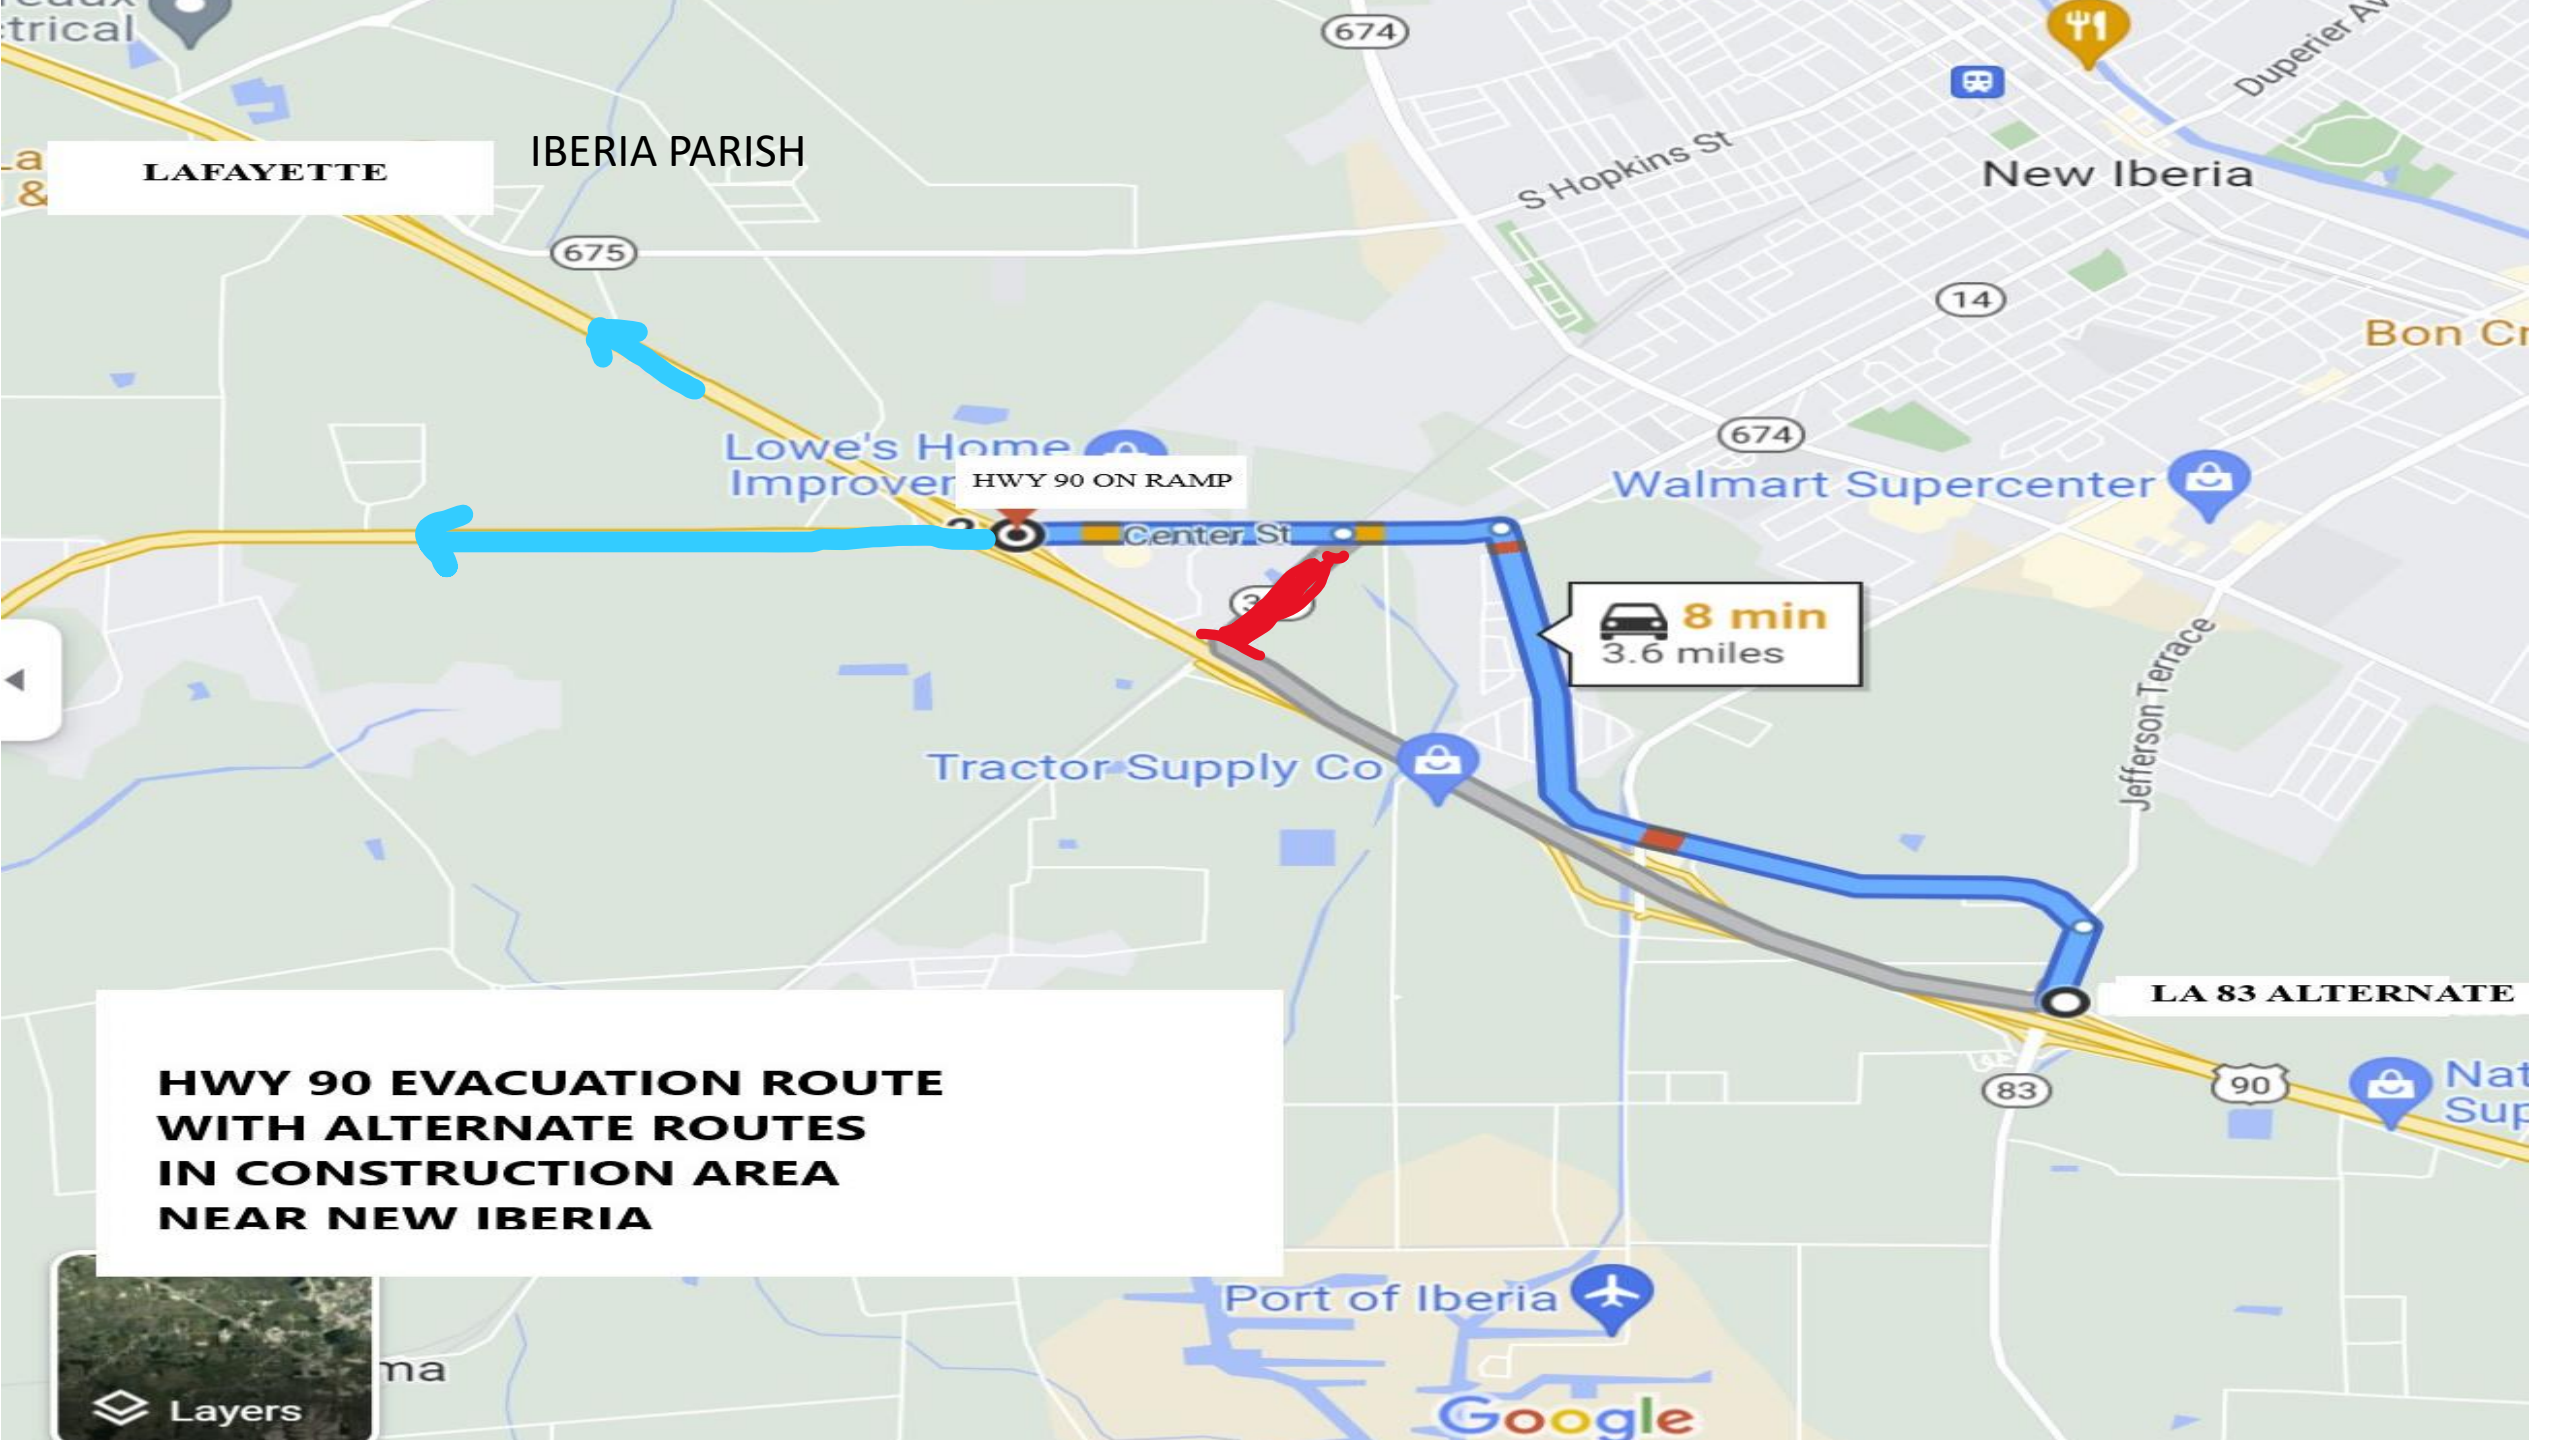 trical
674
Duperier Av
La
&
LAFAYETTE
IBERIA PARISH
S Hopkins St
New Iberia
675
14
Bon Cr
674
Lowe's Home
Improver
HWY 90 ON RAMP
Walmart Supercenter
Center St
8 min
3.6 miles
Jefferson Terrace
Tractor Supply Co
LA 83 ALTERNATE
83
90
Nat
Sup
HWY 90 EVACUATION ROUTE
WITH ALTERNATE ROUTES
IN CONSTRUCTION AREA
NEAR NEW IBERIA
Port of Iberia
ma
Layers
Google